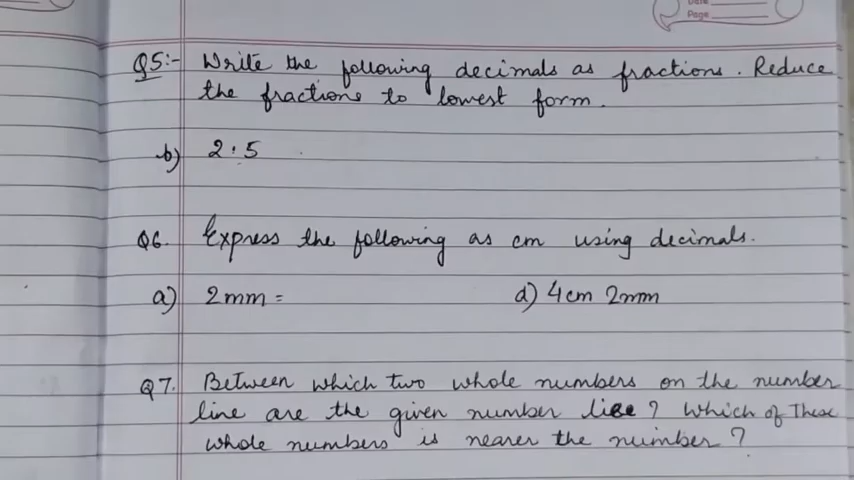 Date
Page
Q5:- Write the following decimals as fractions. Reduce
the fractions to lowest form.
b) 2.5
Q6. Express the following as cm using decimals.
a) 2mm = d) 4cm 2mm
Q7. Between which two whole numbers on the number
line are the given number lie? Which of These
whole numbers is nearer the number?